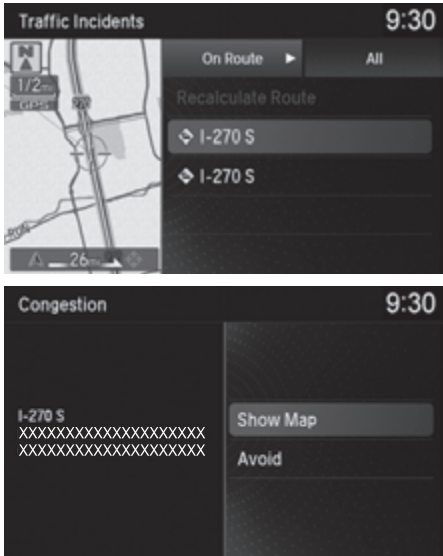 Traffic Incidents
9:30
N
1/2mi
GPS
270
On Route
All
Recalculate Route
I-270 S
I-270 S
26mi
Congestion
9:30
I-270 S
XXXXXXXXXXXXXXXXXXXX
XXXXXXXXXXXXXXXXXXXX
Show Map
Avoid